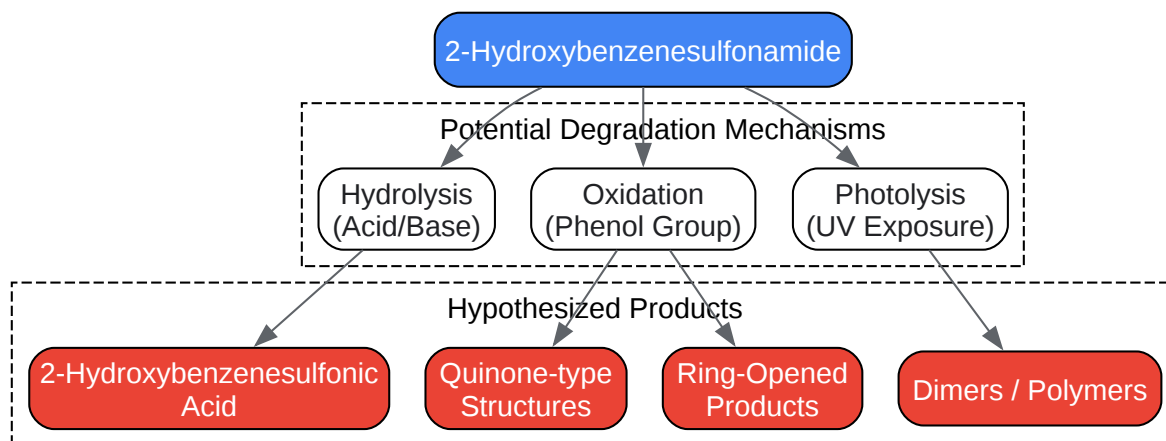 2-Hydroxybenzenesulfonamide
Potential Degradation Mechanisms
Hydrolysis
(Acid/Base)
Oxidation
(Phenol Group)
Photolysis
(UV Exposure)
Hypothesized Products
2-Hydroxybenzenesulfonic
Acid
Quinone-type
Structures
Ring-Opened
Products
Dimers / Polymers